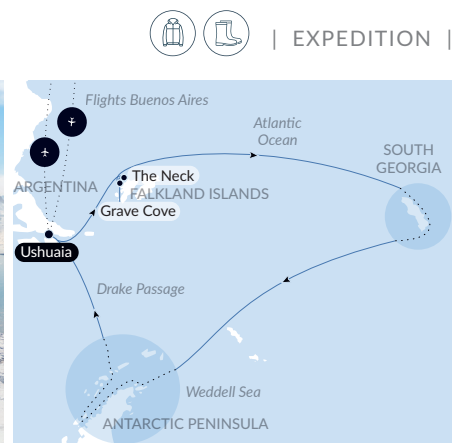 | EXPEDITION |
Flights Buenos Aires
Atlantic
Ocean
SOUTH
GEORGIA
The Neck
ARGENTINA
FALKLAND ISLANDS
Grave Cove
Ushuaia
Drake Passage
Weddell Sea
ANTARCTIC PENINSULA